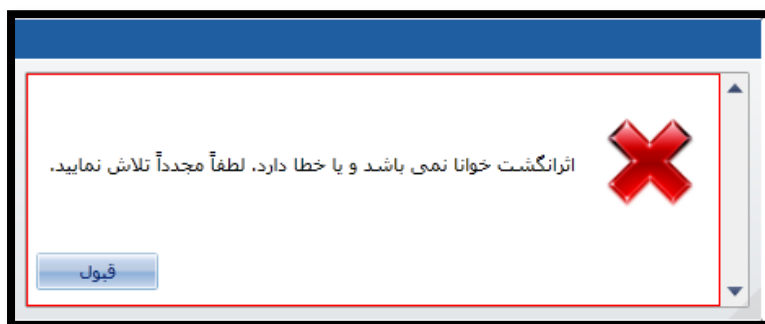 اثرانگشت خوانا نمی باشد و یا خطا دارد، لطفاً مجدداً تلاش نمایید.
قبول